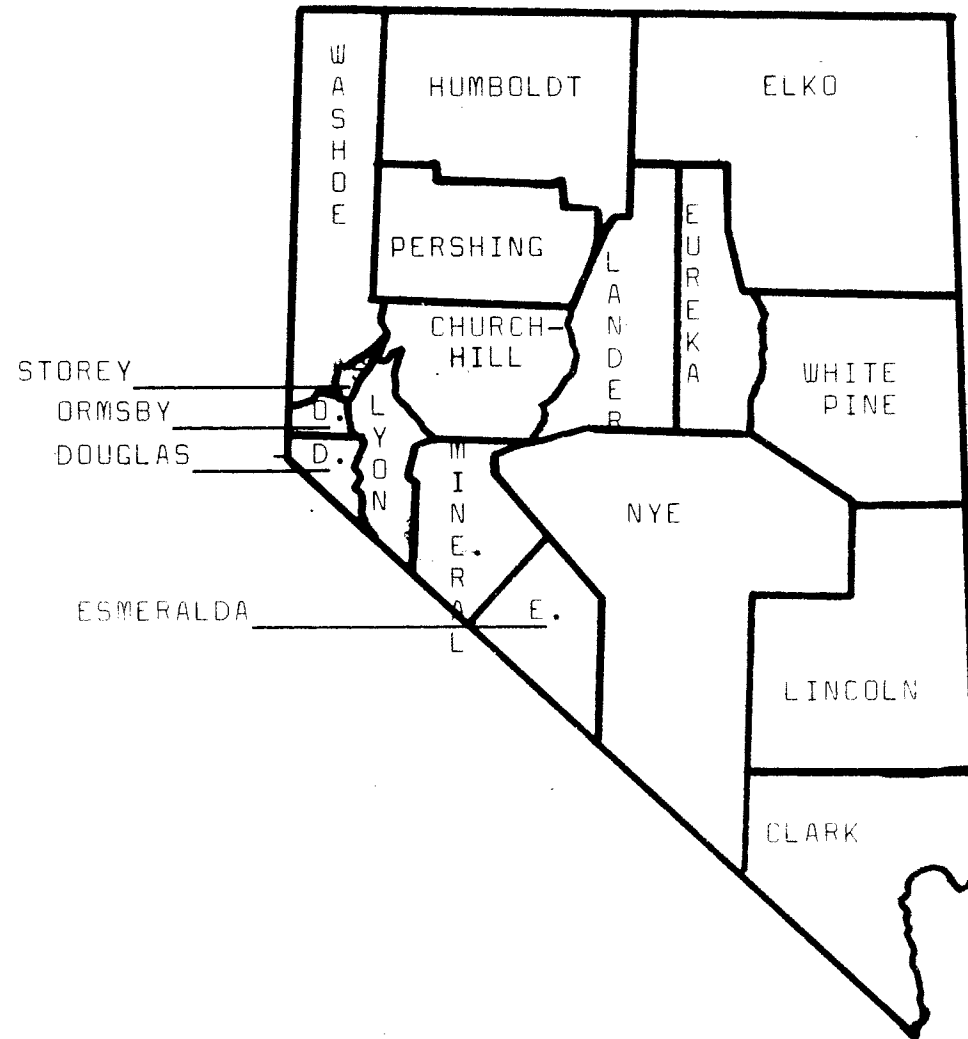 WASHOE
HUMBOLDT
ELKO
PERSHING
LANDER
EUREKA
CHURCH-
HILL
WHITE
PINE
STOREY
S
ORMSBY
O.
DOUGLAS
D.
LYON
MINERAL
NYE
ESMERALDA
E.
LINCOLN
CLARK